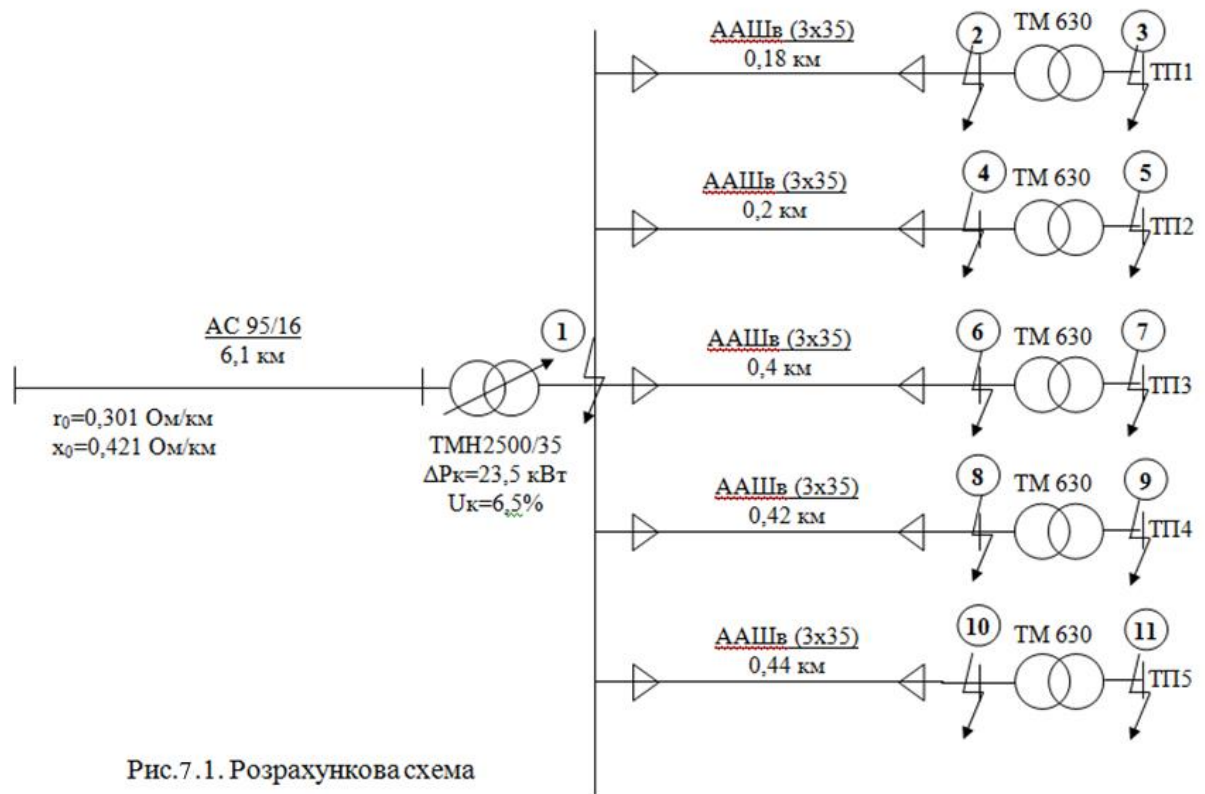 ААШв (3х35)
0,18 км
2
ТМ 630
3
ТП1
ААШв (3х35)
0,2 км
4
ТМ 630
5
ТП2
АС 95/16
6,1 км
r₀=0,301 Ом/км
x₀=0,421 Ом/км
1
ТМН2500/35
ΔPк=23,5 кВт
Uк=6,5%
ААШв (3х35)
0,4 км
6
ТМ 630
7
ТП3
ААШв (3х35)
0,42 км
8
ТМ 630
9
ТП4
ААШв (3х35)
0,44 км
10
ТМ 630
11
ТП5
Рис.7.1. Розрахункова схема